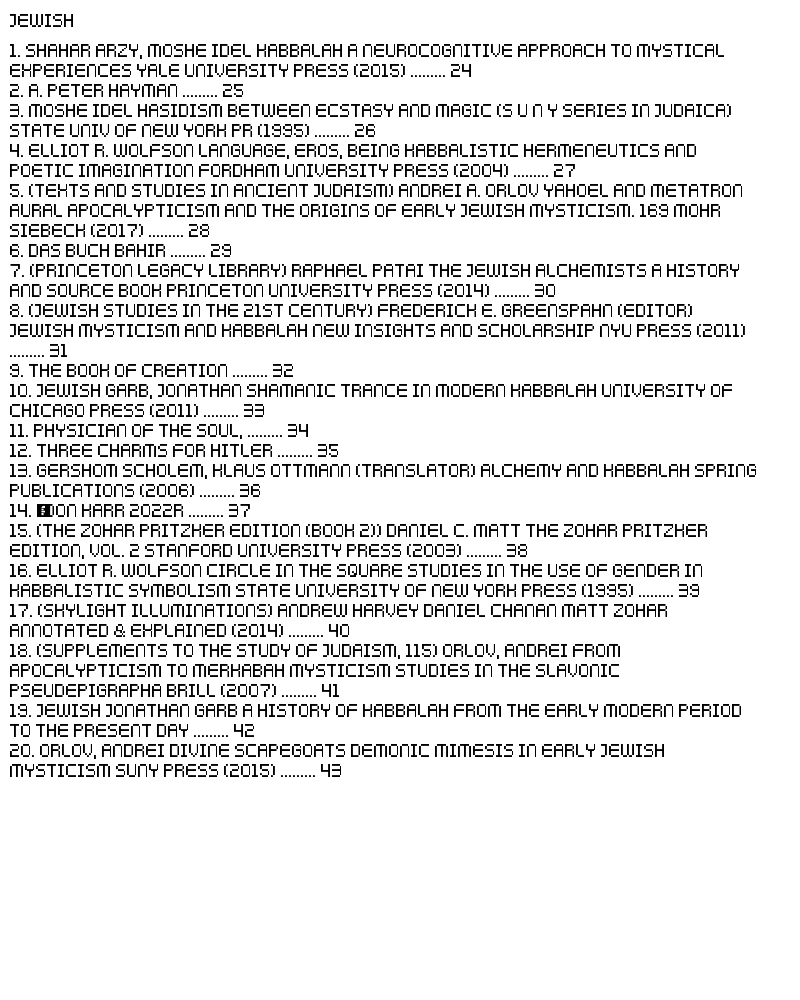 JEWISH
1. SHAHAR ARZY, MOSHE IDEL KABBALAH A NEUROCOGNITIVE APPROACH TO MYSTICAL
EXPERIENCES YALE UNIVERSITY PRESS (2015) ........ 24
2. A. PETER HAYMAN ........ 25
3. MOSHE IDEL HASIDISM BETWEEN ECSTASY AND MAGIC (S U N Y SERIES IN JUDAICA)
STATE UNIV OF NEW YORK PR (1995) ........ 26
4. ELLIOT R. WOLFSON LANGUAGE, EROS, BEING KABBALISTIC HERMENEUTICS AND
POETIC IMAGINATION FORDHAM UNIVERSITY PRESS (2004) ........ 27
5. (TEXTS AND STUDIES IN ANCIENT JUDAISM) ANDREI A. ORLOV YAHOEL AND METATRON
AURAL APOCALYPTICISM AND THE ORIGINS OF EARLY JEWISH MYSTICISM. 169 MOHR
SIEBECK (2017) ........ 28
6. DAS BUCH BAHIR ........ 29
7. (PRINCETON LEGACY LIBRARY) RAPHAEL PATAI THE JEWISH ALCHEMISTS A HISTORY
AND SOURCE BOOK PRINCETON UNIVERSITY PRESS (2014) ........ 30
8. (JEWISH STUDIES IN THE 21ST CENTURY) FREDERICK E. GREENSPAHN (EDITOR)
JEWISH MYSTICISM AND KABBALAH NEW INSIGHTS AND SCHOLARSHIP NYU PRESS (2011)
........ 31
9. THE BOOK OF CREATION ........ 32
10. JEWISH GARB, JONATHAN SHAMANIC TRANCE IN MODERN KABBALAH UNIVERSITY OF
CHICAGO PRESS (2011) ........ 33
11. PHYSICIAN OF THE SOUL, ........ 34
12. THREE CHARMS FOR HITLER ........ 35
13. GERSHOM SCHOLEM, KLAUS OTTMANN (TRANSLATOR) ALCHEMY AND KABBALAH SPRING
PUBLICATIONS (2006) ........ 36
14. DON KARR 2022R ........ 37
15. (THE ZOHAR PRITZKER EDITION (BOOK 2)) DANIEL C. MATT THE ZOHAR PRITZKER
EDITION, VOL. 2 STANFORD UNIVERSITY PRESS (2003) ........ 38
16. ELLIOT R. WOLFSON CIRCLE IN THE SQUARE STUDIES IN THE USE OF GENDER IN
KABBALISTIC SYMBOLISM STATE UNIVERSITY OF NEW YORK PRESS (1995) ........ 39
17. (SKYLIGHT ILLUMINATIONS) ANDREW HARVEY DANIEL CHANAN MATT ZOHAR
ANNOTATED & EXPLAINED (2014) ........ 40
18. (SUPPLEMENTS TO THE STUDY OF JUDAISM, 115) ORLOV, ANDREI FROM
APOCALYPTICISM TO MERKABAH MYSTICISM STUDIES IN THE SLAVONIC
PSEUDEPIGRAPHA BRILL (2007) ........ 41
19. JEWISH JONATHAN GARB A HISTORY OF KABBALAH FROM THE EARLY MODERN PERIOD
TO THE PRESENT DAY ........ 42
20. ORLOV, ANDREI DIVINE SCAPEGOATS DEMONIC MIMESIS IN EARLY JEWISH
MYSTICISM SUNY PRESS (2015) ........ 43